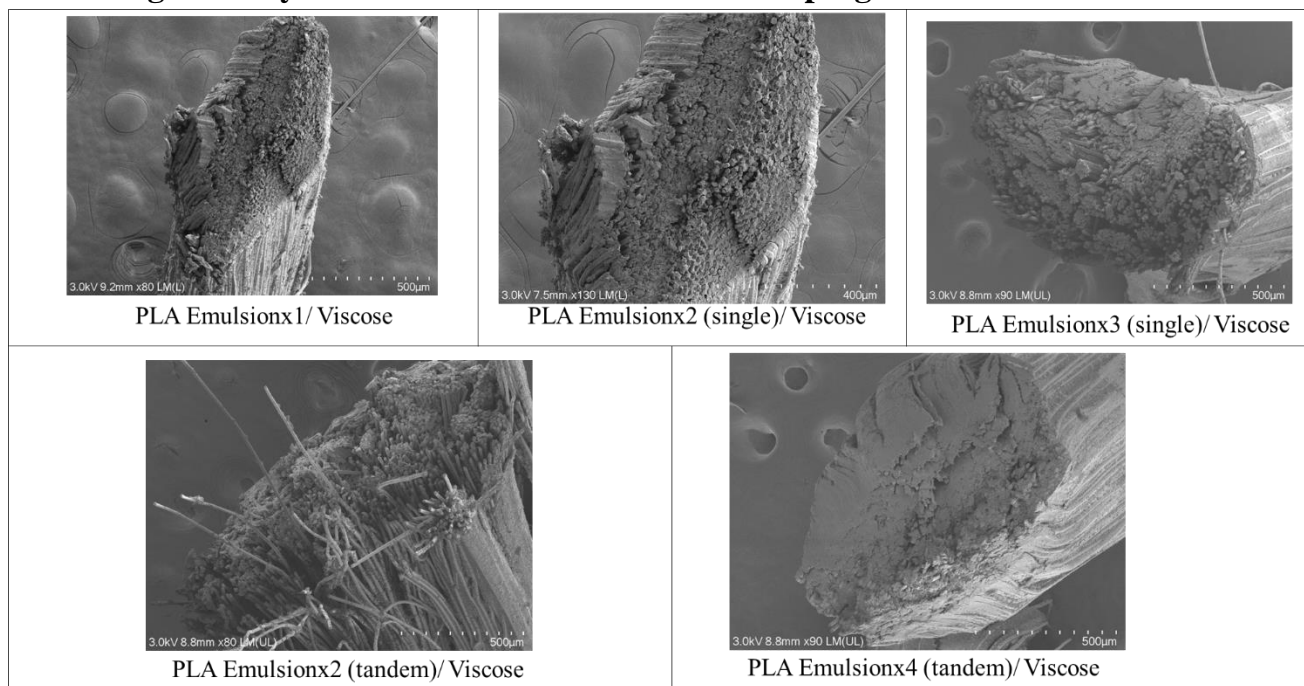 3.0kV 9.2mm x80 LM(L) 500µm
PLA Emulsionx1/ Viscose
3.0kV 7.5mm x130 LM(L) 400µm
PLA Emulsionx2 (single)/ Viscose
3.0kV 8.8mm x90 LM(UL) 500µm
PLA Emulsionx3 (single)/ Viscose
3.0kV 8.8mm x80 LM(UL) 500µm
PLA Emulsionx2 (tandem)/ Viscose
3.0kV 8.8mm x90 LM(UL) 500µm
PLA Emulsionx4 (tandem)/ Viscose